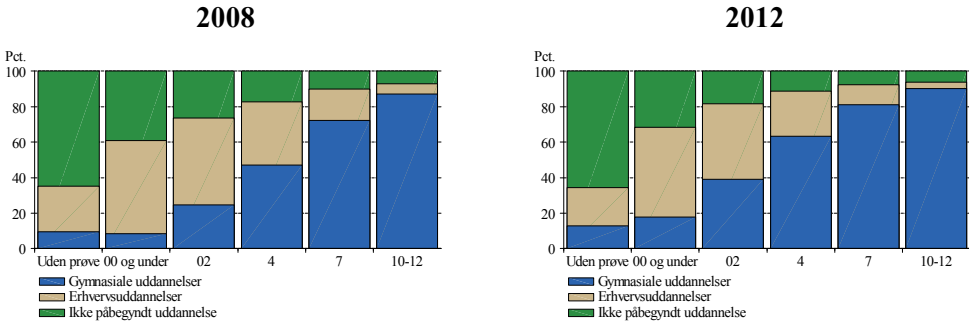 2008
Pct.
100
80
60
40
20
0
Uden prøve 00 og under 02 4 7 10-12
Gymnasiale uddannelser
Erhvervsuddannelser
Ikke påbegyndt uddannelse
2012
Pct.
100
80
60
40
20
0
Uden prøve 00 og under 02 4 7 10-12
Gymnasiale uddannelser
Erhvervsuddannelser
Ikke påbegyndt uddannelse